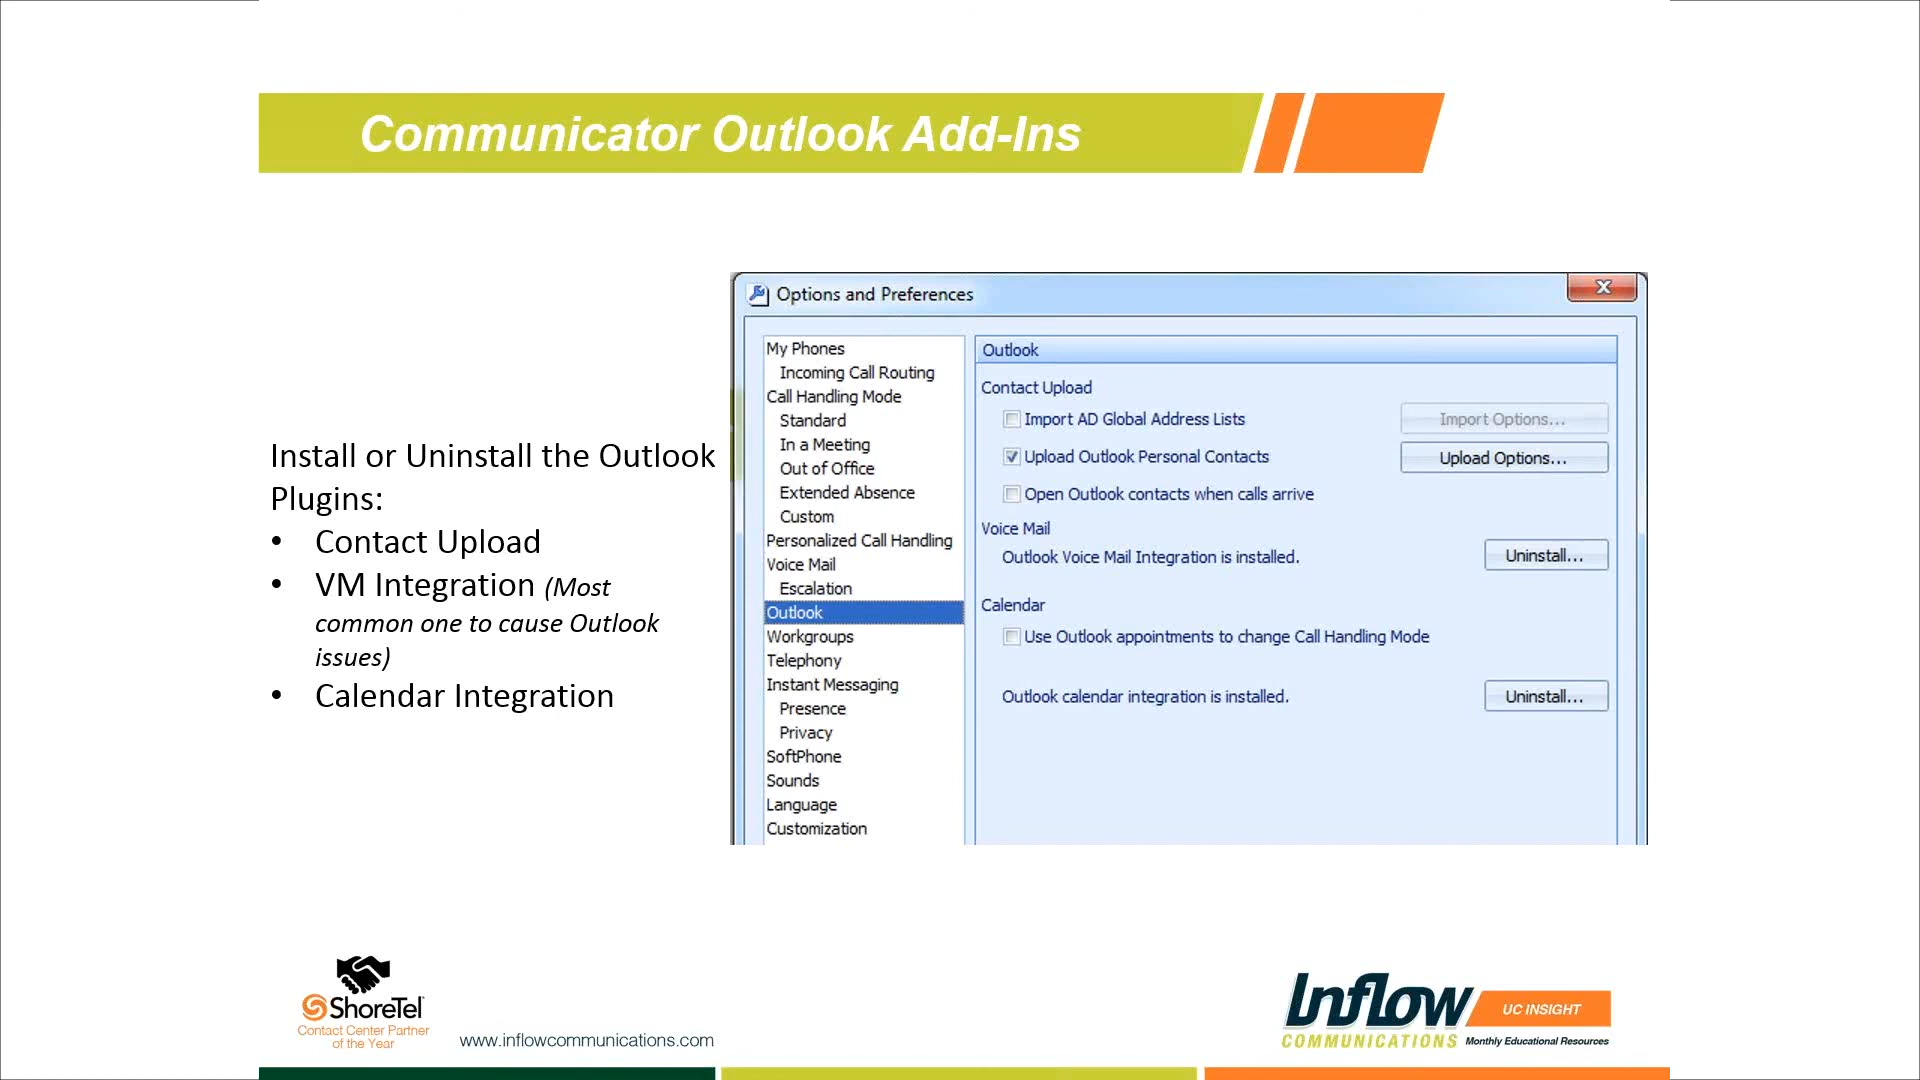 Communicator Outlook Add-Ins
Install or Uninstall the Outlook
Plugins:
• Contact Upload
• VM Integration (Most
common one to cause Outlook
issues)
• Calendar Integration
Options and Preferences
My Phones
Incoming Call Routing
Call Handling Mode
Standard
In a Meeting
Out of Office
Extended Absence
Custom
Personalized Call Handling
Voice Mail
Escalation
Outlook
Workgroups
Telephony
Instant Messaging
Presence
Privacy
SoftPhone
Sounds
Language
Customization
Outlook
Contact Upload
Import AD Global Address Lists
Import Options...
Upload Outlook Personal Contacts
Upload Options...
Open Outlook contacts when calls arrive
Voice Mail
Outlook Voice Mail Integration is installed.
Uninstall...
Calendar
Use Outlook appointments to change Call Handling Mode
Outlook calendar integration is installed.
Uninstall...
ShoreTel
Contact Center Partner
of the Year
www.inflowcommunications.com
Inflow
COMMUNICATIONS
UC INSIGHT
Monthly Educational Resources